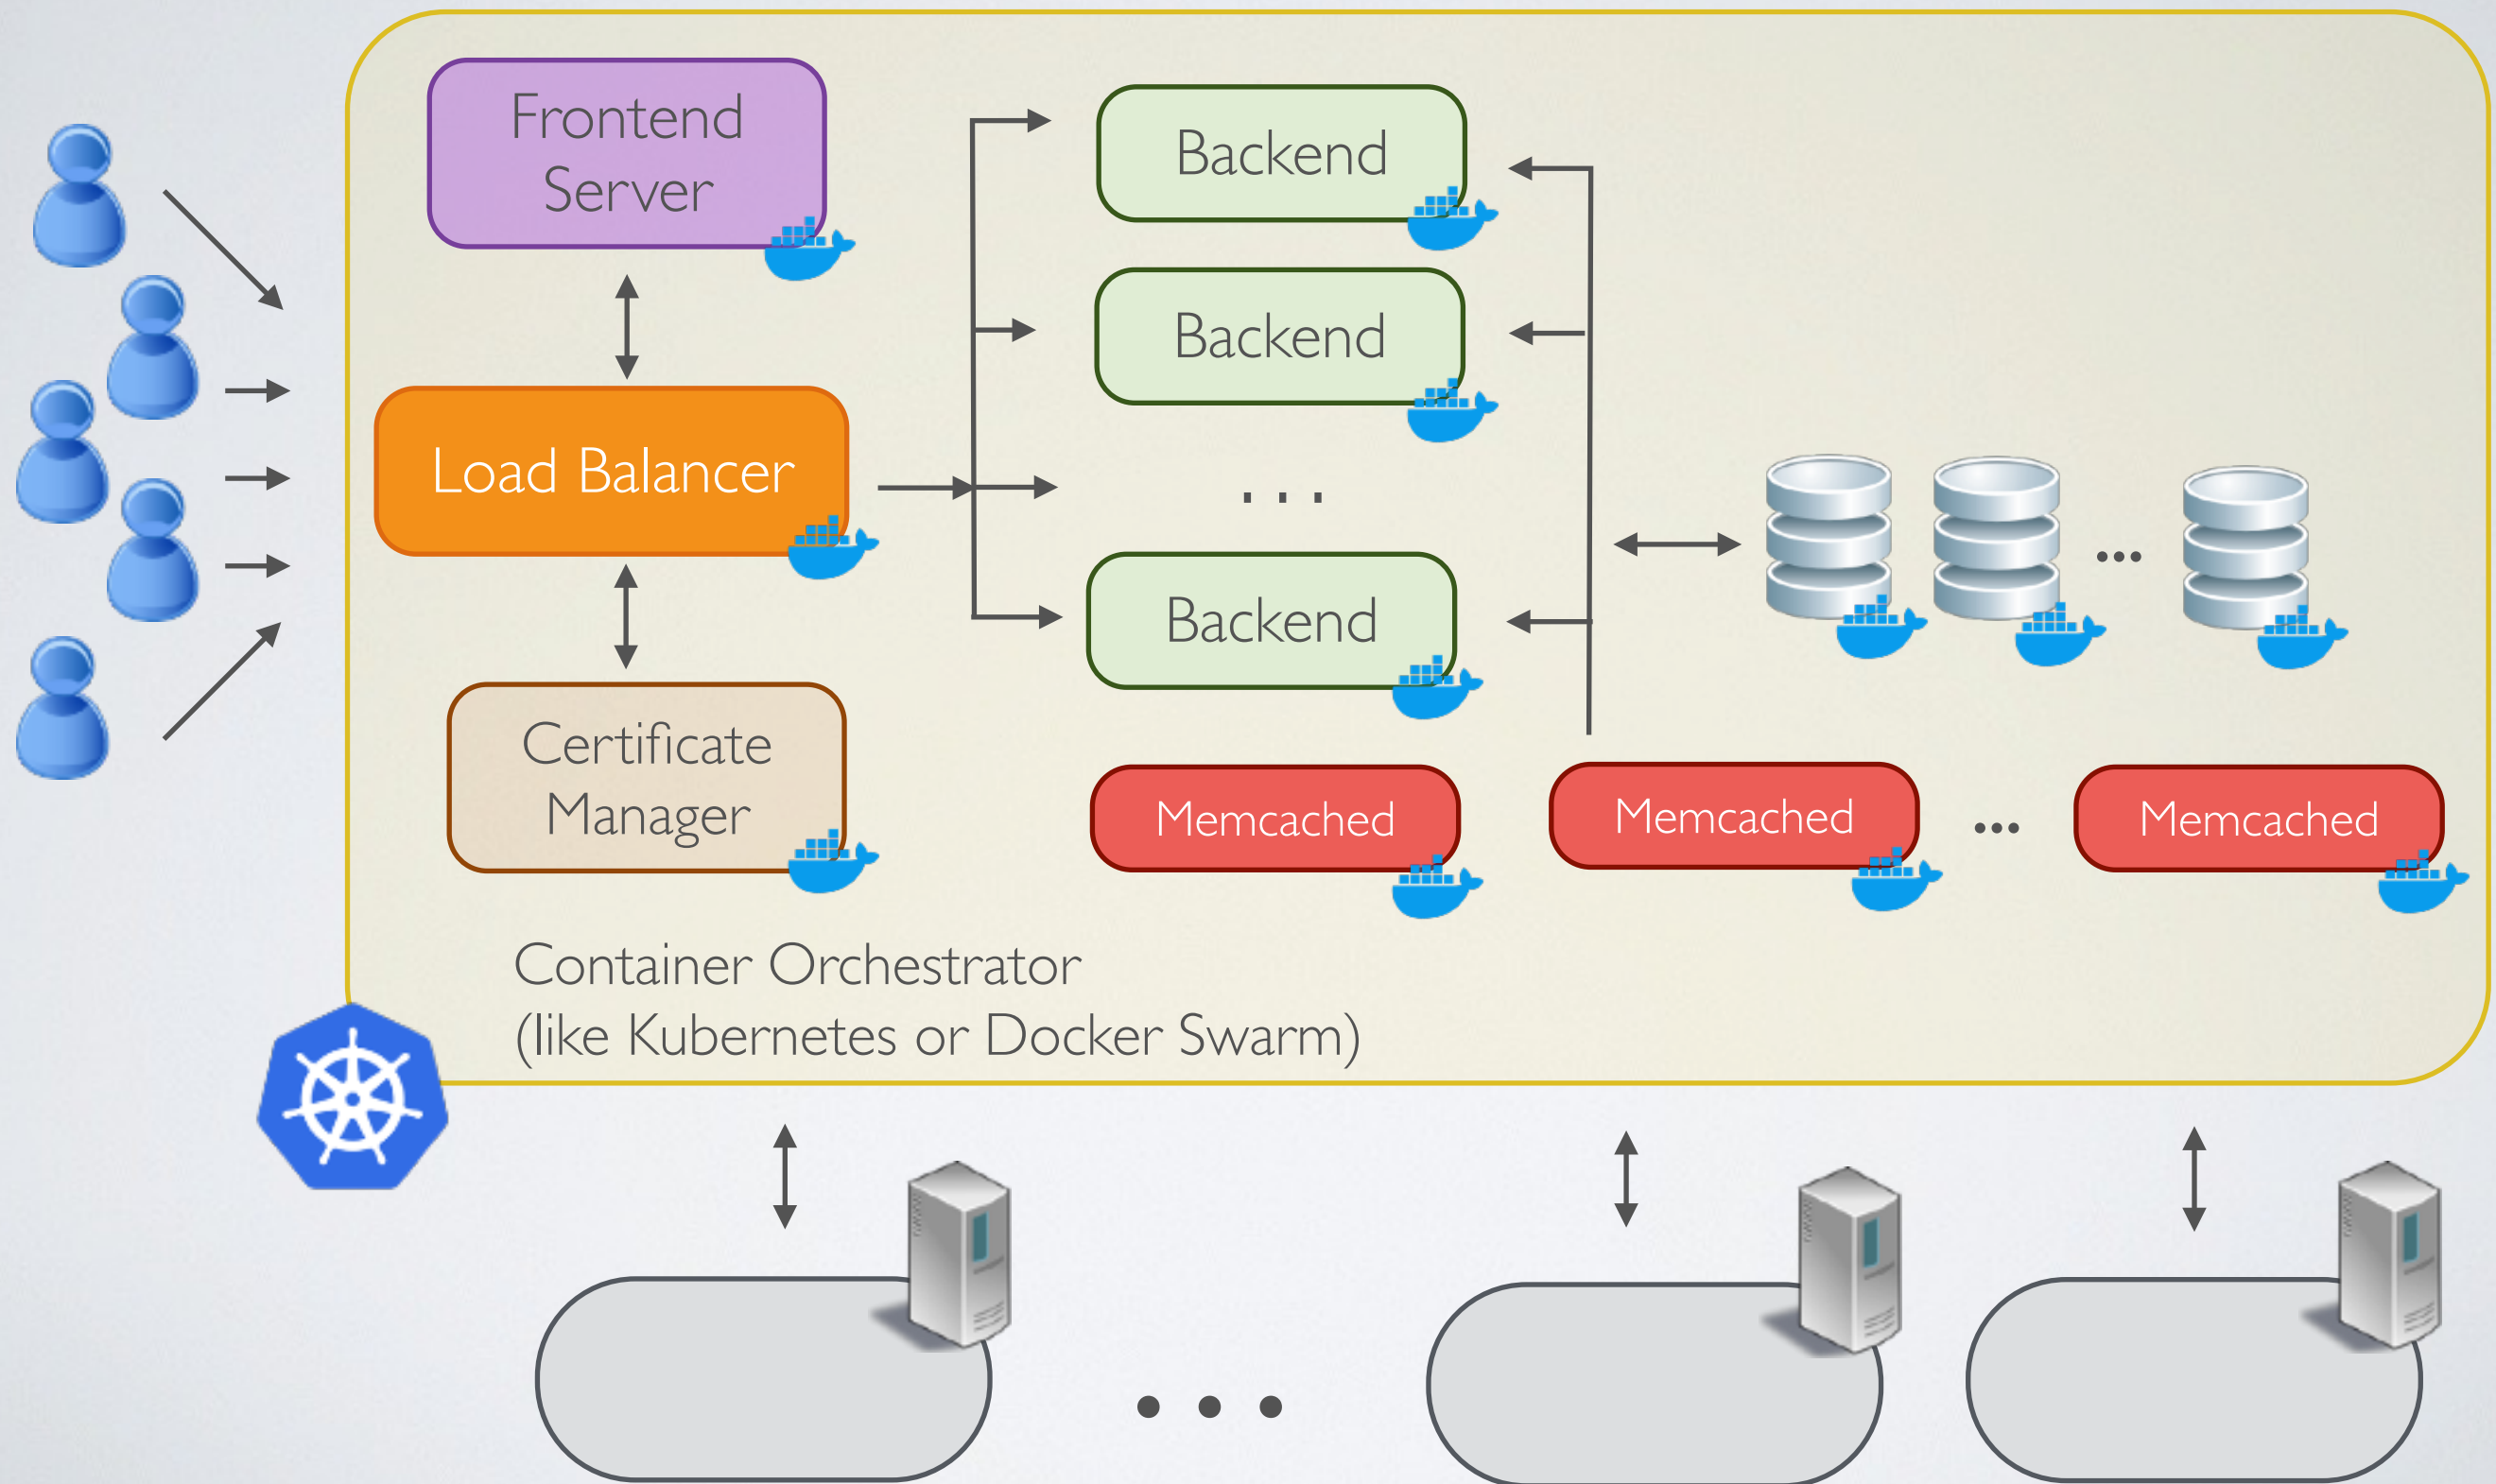 Frontend
Server
Backend
Backend
Load Balancer
...
Backend
...
Certificate
Manager
Memcached
Memcached
...
Memcached
Container Orchestrator
(like Kubernetes or Docker Swarm)
...